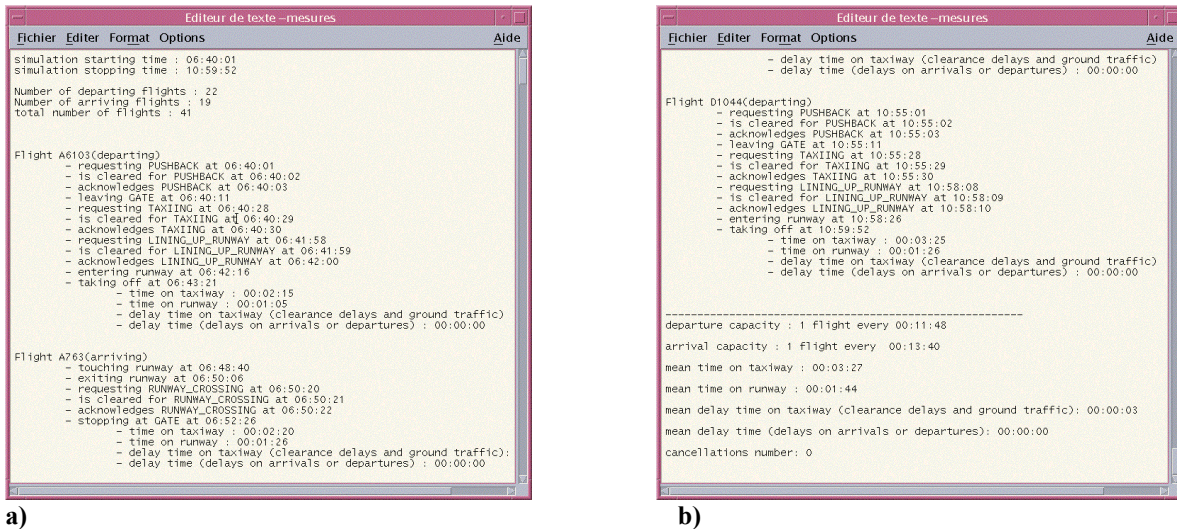 Editeur de texte –mesures
Fichier Editer Format Options Aide
simulation starting time : 06:40:01
simulation stopping time : 10:59:52
Number of departing flights : 22
Number of arriving flights : 19
total number of flights : 41
Flight A6103(departing)
- requesting PUSHBACK at 06:40:01
- is cleared for PUSHBACK at 06:40:02
- acknowledges PUSHBACK at 06:40:03
- leaving GATE at 06:40:11
- requesting TAXIING at 06:40:28
- is cleared for TAXIING at 06:40:29
- acknowledges TAXIING at 06:40:30
- requesting LINING_UP_RUNWAY at 06:41:58
- is cleared for LINING_UP_RUNWAY at 06:41:59
- acknowledges LINING_UP_RUNWAY at 06:42:00
- entering runway at 06:42:16
- taking off at 06:43:21
- time on taxiway : 00:02:15
- time on runway : 00:01:05
- delay time on taxiway (clearance delays and ground traffic)
- delay time (delays on arrivals or departures) : 00:00:00
Flight A763(arriving)
- touching runway at 06:48:40
- exiting runway at 06:50:06
- requesting RUNWAY_CROSSING at 06:50:20
- is cleared for RUNWAY_CROSSING at 06:50:21
- acknowledges RUNWAY_CROSSING at 06:50:22
- stopping at GATE at 06:52:26
- time on taxiway : 00:02:20
- time on runway : 00:01:26
- delay time on taxiway (clearance delays and ground traffic):
- delay time (delays on arrivals or departures) : 00:00:00
a)
Editeur de texte –mesures
Fichier Editer Format Options Aide
- delay time on taxiway (clearance delays and ground traffic)
- delay time (delays on arrivals or departures) : 00:00:00
Flight D1044(departing)
- requesting PUSHBACK at 10:55:01
- is cleared for PUSHBACK at 10:55:02
- acknowledges PUSHBACK at 10:55:03
- leaving GATE at 10:55:11
- requesting TAXIING at 10:55:28
- is cleared for TAXIING at 10:55:29
- acknowledges TAXIING at 10:55:30
- requesting LINING_UP_RUNWAY at 10:58:08
- is cleared for LINING_UP_RUNWAY at 10:58:09
- acknowledges LINING_UP_RUNWAY at 10:58:10
- entering runway at 10:58:26
- taking off at 10:59:52
- time on taxiway : 00:03:25
- time on runway : 00:01:26
- delay time on taxiway (clearance delays and ground traffic)
- delay time (delays on arrivals or departures) : 00:00:00
------------------------------------------------------
departure capacity : 1 flight every 00:11:48
arrival capacity : 1 flight every 00:13:40
mean time on taxiway : 00:03:27
mean time on runway : 00:01:44
mean delay time on taxiway (clearance delays and ground traffic): 00:00:03
mean delay time (delays on arrivals or departures): 00:00:00
cancellations number: 0
b)